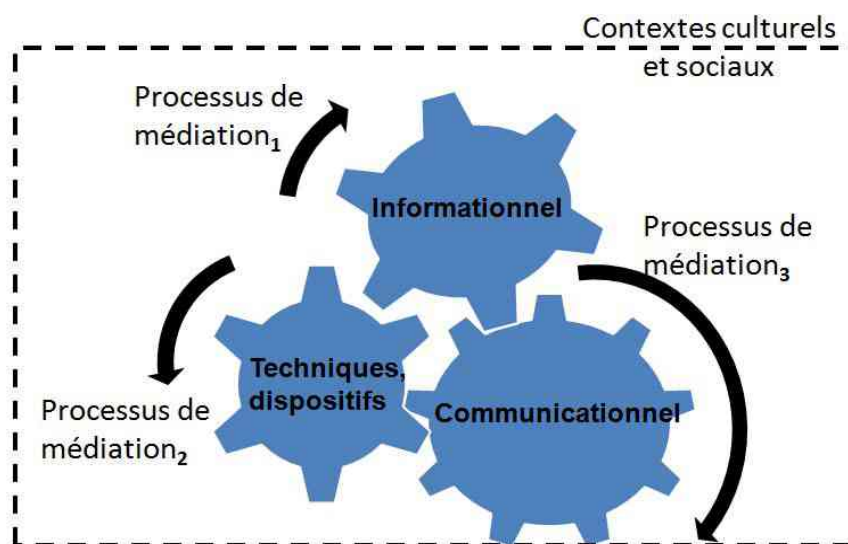 Contextes culturels
et sociaux
Processus de
médiation1
Informationnel
Processus de
médiation3
Techniques,
dispositifs
Communicationnel
Processus de
médiation2